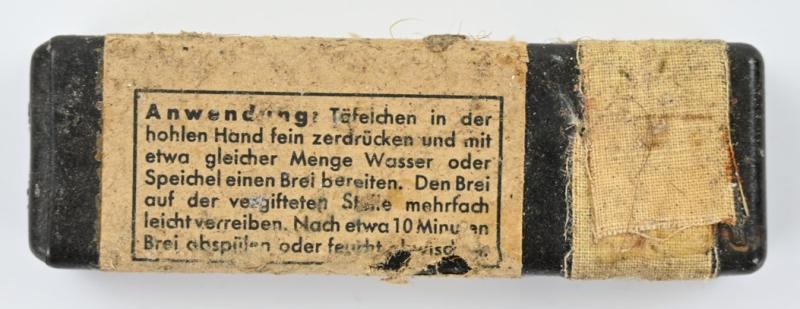 Anwendung: Täfelchen in der
hohlen Hand fein zerdrücken und mit
etwa gleicher Menge Wasser oder
Speichel einen Brei bereiten. Den Brei
auf der vergifteten Stelle mehrfach
leicht verreiben. Nach etwa 10 Minuten
Brei abspülen oder feucht abwischen.